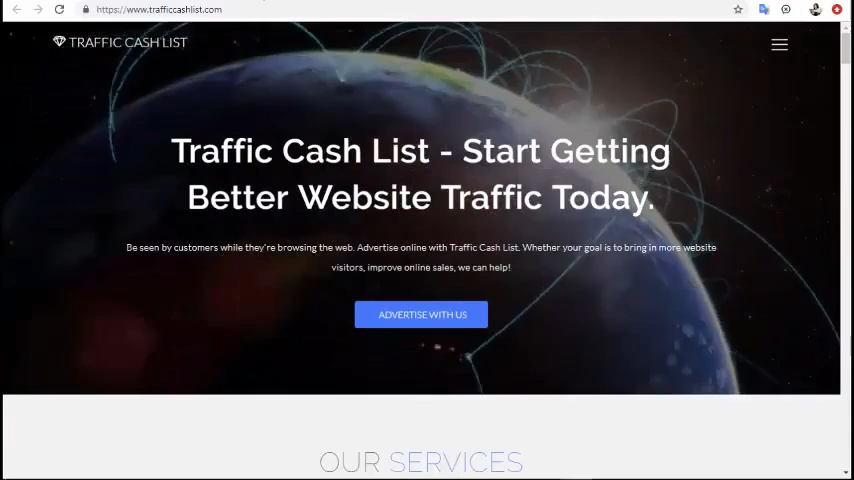 https://www.trafficcashlist.com
TRAFFIC CASH LIST
Traffic Cash List - Start Getting
Better Website Traffic Today.
Be seen by customers while they're browsing the web. Advertise online with Traffic Cash List. Whether your goal is to bring in more website
visitors, improve online sales, we can help!
ADVERTISE WITH US
OUR SERVICES